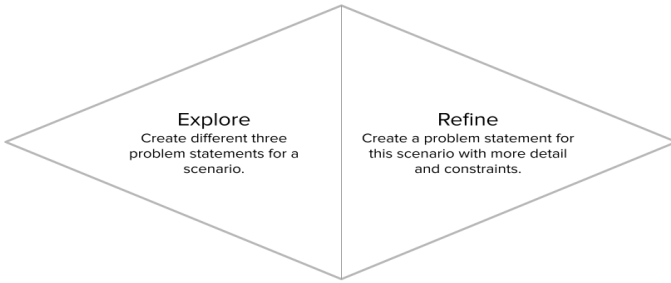 Explore
Create different three
problem statements for a
scenario.
Refine
Create a problem statement for
this scenario with more detail
and constraints.